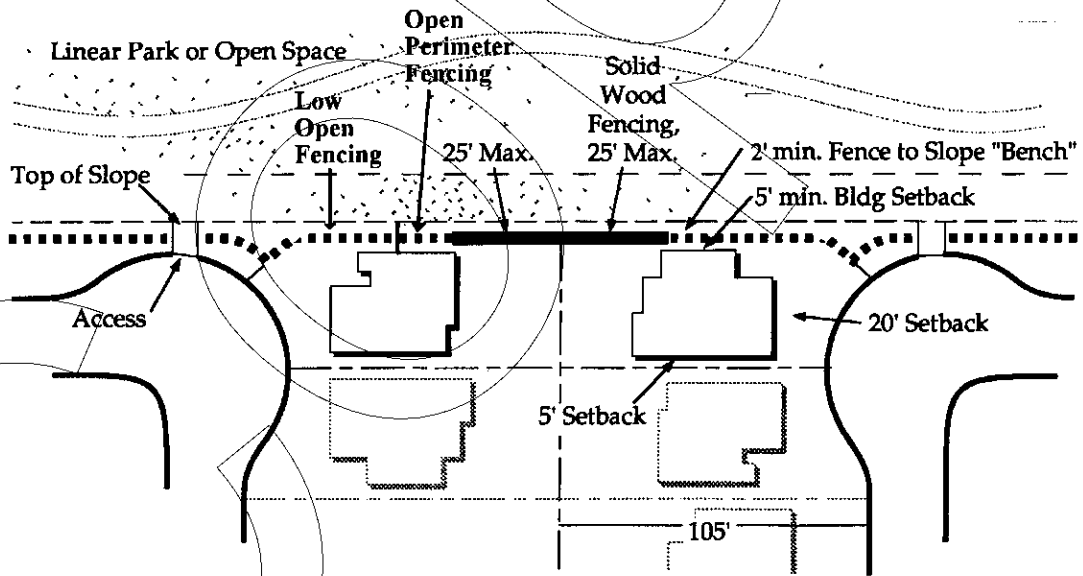 Linear Park or Open Space
Open
Perimeter
Fencing
Low
Open
Fencing
25' Max.
Solid
Wood
Fencing,
25' Max.
2' min. Fence to Slope "Bench"
Top of Slope
5' min. Bldg Setback
Access
20' Setback
5' Setback
105'